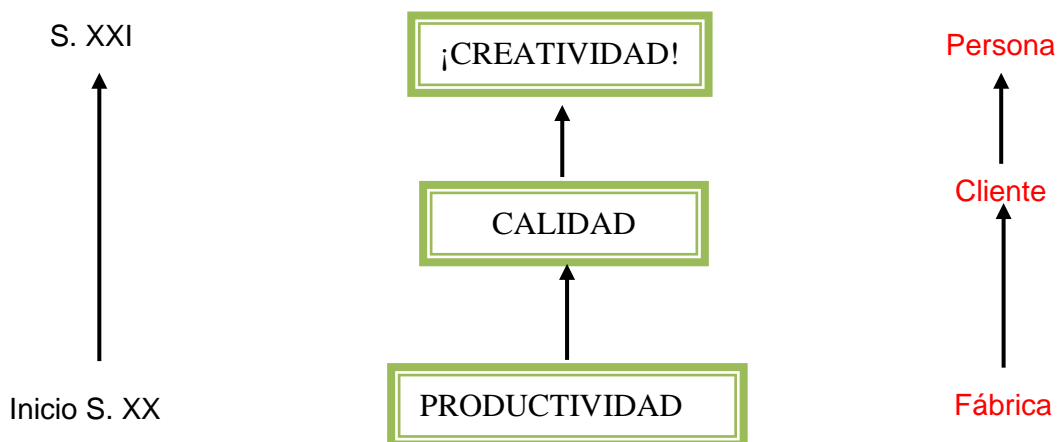 S. XXI
¡CREATIVIDAD!
Persona
CALIDAD
Cliente
Inicio S. XX
PRODUCTIVIDAD
Fábrica